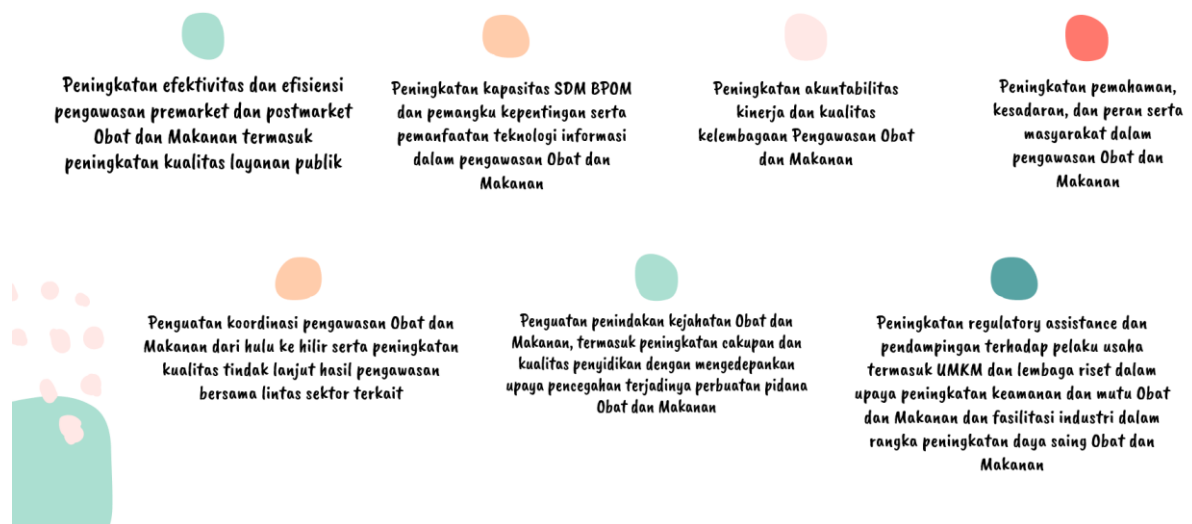 Peningkatan efektivitas dan efisiensi
pengawasan premarket dan postmarket
Obat dan Makanan termasuk
peningkatan kualitas layanan publik
Peningkatan kapasitas SDM BPOM
dan pemangku kepentingan serta
pemanfaatan teknologi informasi
dalam pengawasan Obat dan
Makanan
Peningkatan akuntabilitas
kinerja dan kualitas
kelembagaan Pengawasan Obat
dan Makanan
Peningkatan pemahaman,
kesadaran, dan peran serta
masyarakat dalam
pengawasan Obat dan
Makanan
Penguatan koordinasi pengawasan Obat dan
Makanan dari hulu ke hilir serta peningkatan
kualitas tindak lanjut hasil pengawasan
bersama lintas sektor terkait
Penguatan penindakan kejahatan Obat dan
Makanan, termasuk peningkatan cakupan dan
kualitas penyidikan dengan mengedepankan
upaya pencegahan terjadinya perbuatan pidana
Obat dan Makanan
Peningkatan regulatory assistance dan
pendampingan terhadap pelaku usaha
termasuk UMKM dan lembaga riset dalam
upaya peningkatan keamanan dan mutu Obat
dan Makanan dan fasilitasi industri dalam
rangka peningkatan daya saing Obat dan
Makanan